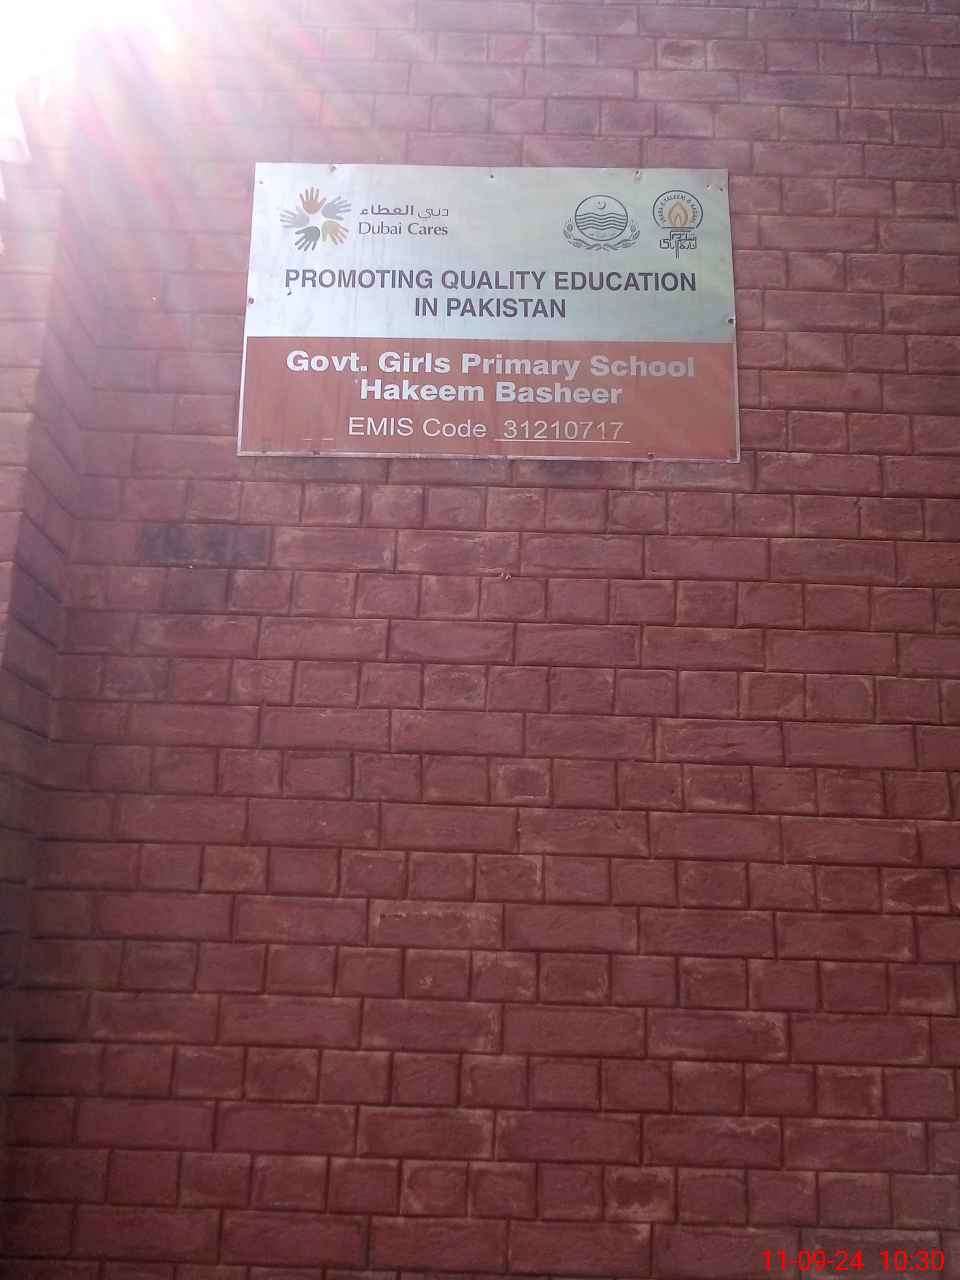 دبي العطاء
Dubai Cares
PROMOTING QUALITY EDUCATION
IN PAKISTAN
Govt. Girls Primary School
Hakeem Basheer
EMIS Code 31210717
11-09-24 10:30